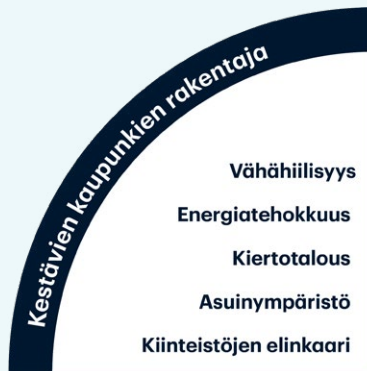 Kestävien kaupunkien rakentaja
Vähähiilisyys
Energiatehokkuus
Kiertotalous
Asuinympäristö
Kiinteistöjen elinkaari